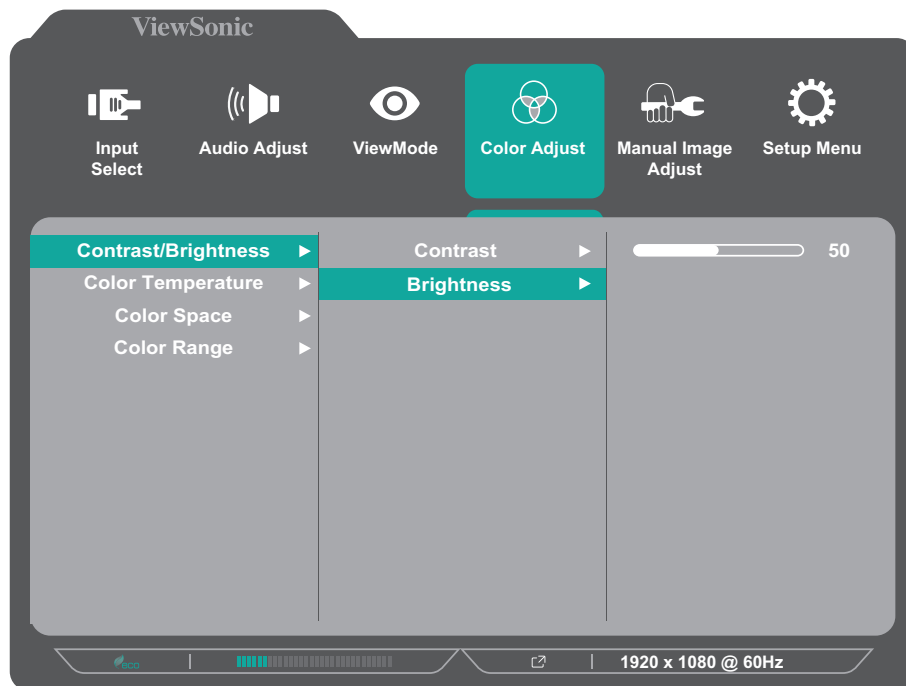 ViewSonic
Input Select
Audio Adjust
ViewMode
Color Adjust
Manual Image Adjust
Setup Menu
Contrast/Brightness
Contrast
50
Color Temperature
Brightness
Color Space
Color Range
eco
1920 x 1080 @ 60Hz